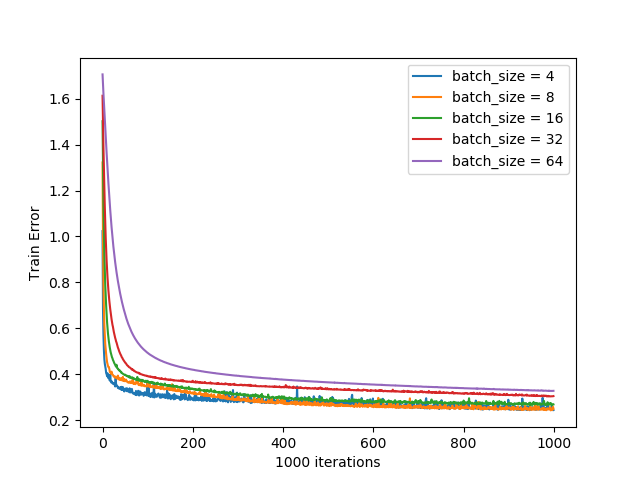 batch_size = 4
batch_size = 8
batch_size = 16
batch_size = 32
batch_size = 64
1.6
1.4
1.2
1.0
0.8
0.6
0.4
0.2
Train Error
0 200 400 600 800 1000
1000 iterations